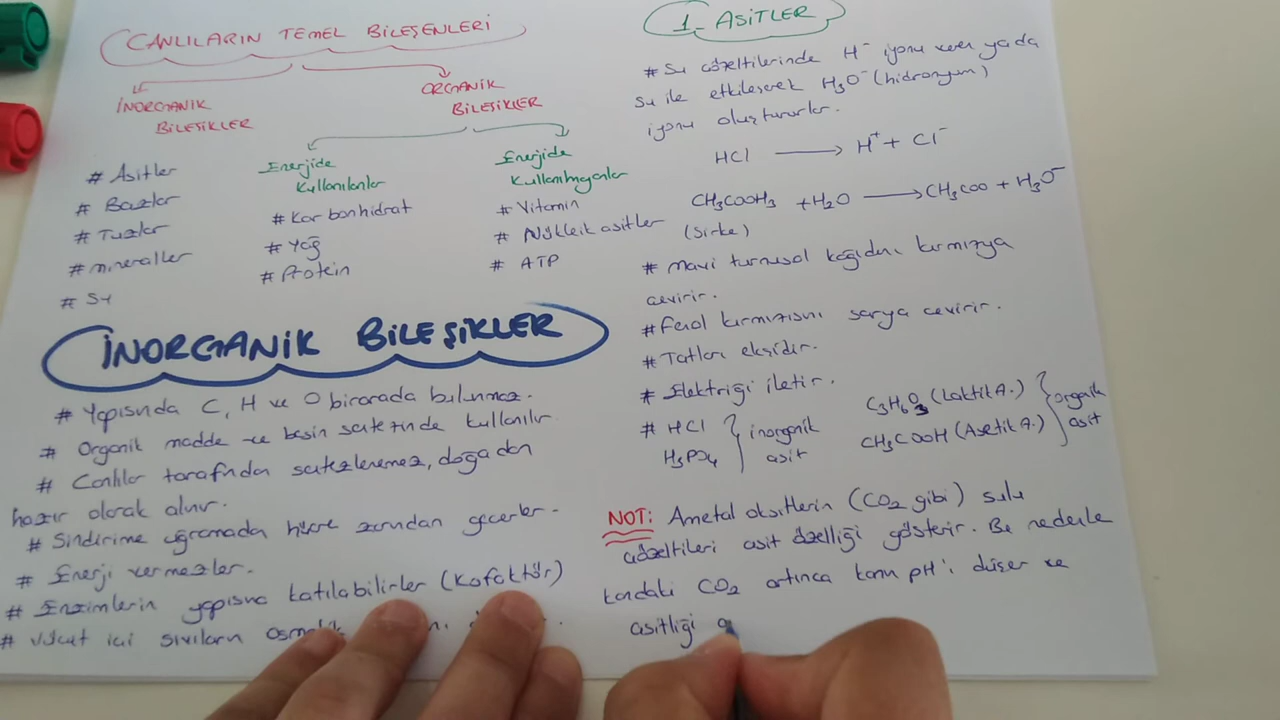 CANLILARIN TEMEL BİLEŞENLERİ
İNORGANİK
BİLEŞİKLER
ORGANİK
BİLEŞİKLER
# Asitler
# Bazlar
# Tuzlar
# mineraller
# Su
Enerjide
Kullanılanlar
# Karbonhidrat
# Yağ
# Protein
Enerjide
Kullanılmayanlar
# Vitamin
# Nükleik asitler
# ATP
İNORGANİK BİLEŞİKLER
# Yapısında C, H ve O birarada bulunmaz.
# Organik madde ve besin sentezinde kullanılır.
# Canlılar tarafından sentezlenemez, doğadan
hazır olarak alınır.
# Sindirime uğramadan hücre zarından geçerler.
# Enerji vermezler.
# Enzimlerin yapısına katılabilirler (Kofaktör)
# Vücut içi sıvıların
1- ASİTLER
# Su çözeltilerinde H⁻ iyonu veren ya da
su ile etkileşerek H₃O⁻ (hidronyum)
iyonu oluştururlar.
HCl → H⁺ + Cl⁻
CH₃COOH₃ + H₂O → CH₃COO + H₃O⁻
(Sirke)
# mavi turnusol kağıdını kırmızıya
çevirir.
# Fenol kırmızısını sarıya çevirir.
# Tatları ekşidir.
# Elektriği iletir.
# HCl
H₃PO₄
inorganik
asit
C₃H₆O₃ (Laktik A.)
CH₃COOH (Asetik A.)
organik
asit
NOT: Ametal oksitlerin (CO₂ gibi) sulu
çözeltileri asit özelliği gösterir. Bu nedenle
kandaki CO₂ artınca kanın pH'ı düşer ve
asitliği